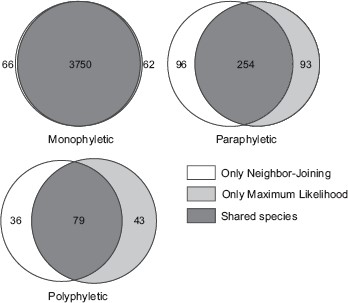 66 3750 62
Monophyletic
96 254 93
Paraphyletic
36 79 43
Polyphyletic
Only Neighbor-Joining
Only Maximum Likelihood
Shared species